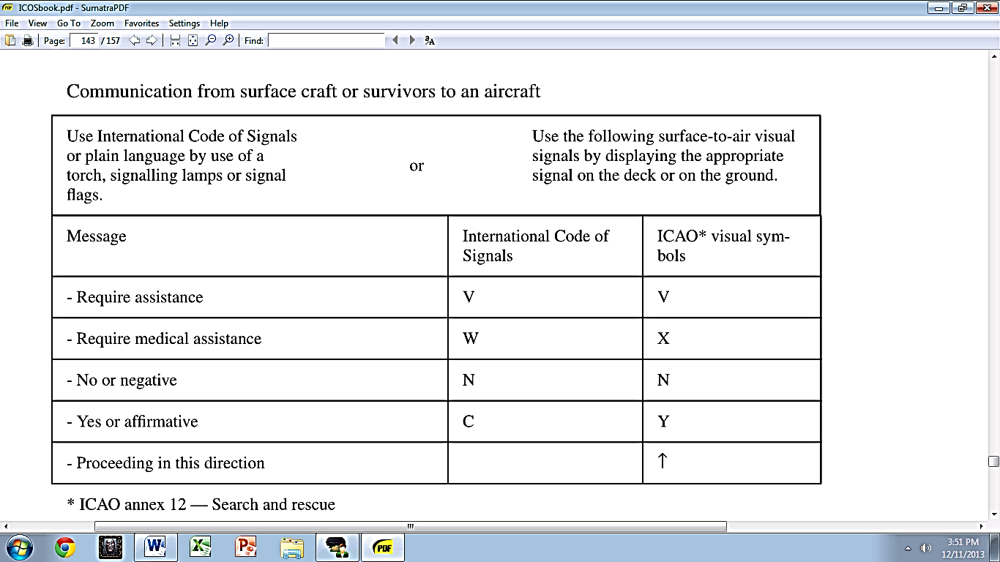 ICOSbook.pdf - SumatraPDF
File View Go To Zoom Favorites Settings Help
Page: 143 / 157 Find:
Communication from surface craft or survivors to an aircraft
Use International Code of Signals
or plain language by use of a
torch, signalling lamps or signal
flags.
or
Use the following surface-to-air visual
signals by displaying the appropriate
signal on the deck or on the ground.
Message
International Code of
Signals
ICAO* visual sym-
bols
- Require assistance V V
- Require medical assistance W X
- No or negative N N
- Yes or affirmative C Y
- Proceeding in this direction ↑
* ICAO annex 12 — Search and rescue
PDF
3:51 PM
12/11/2013